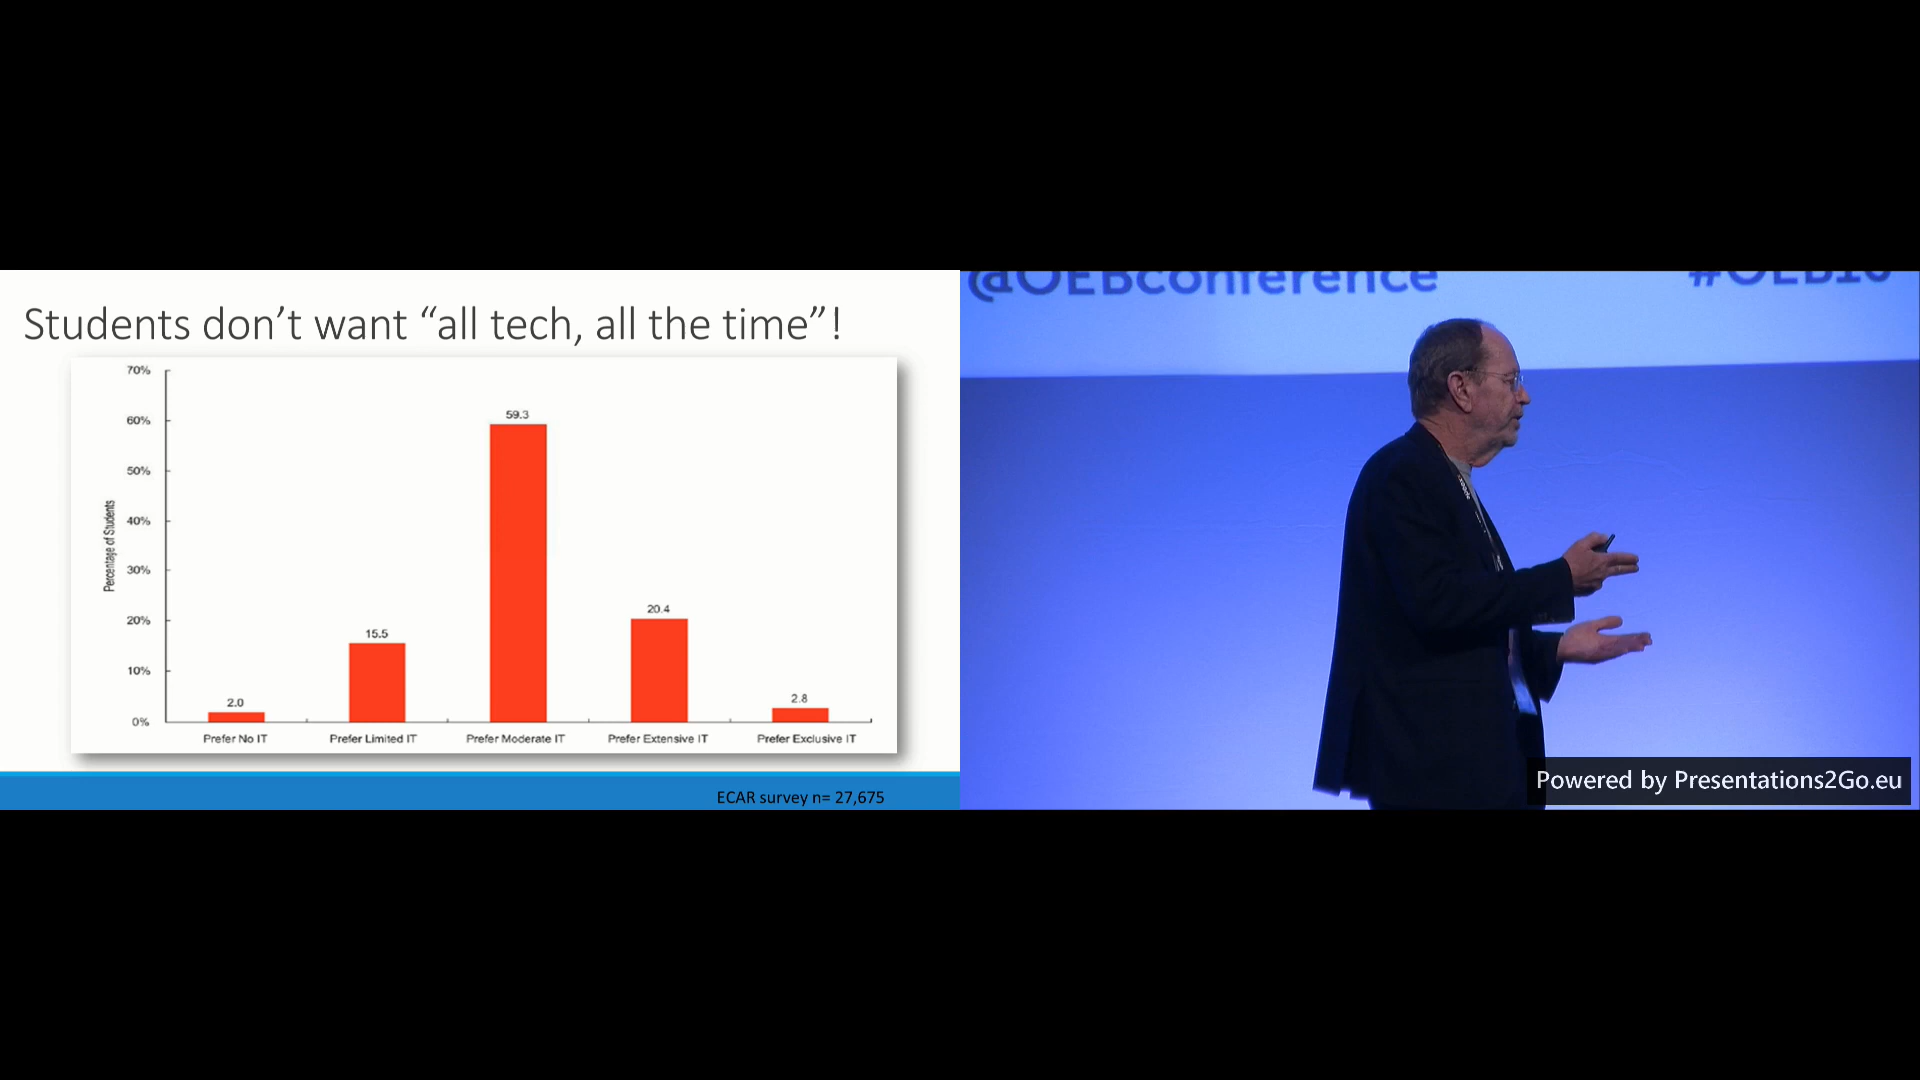 Students don’t want “all tech, all the time”!
70%
60%
50%
40%
30%
20%
10%
0%
Percentage of Students
2.0
15.5
59.3
20.4
2.8
Prefer No IT
Prefer Limited IT
Prefer Moderate IT
Prefer Extensive IT
Prefer Exclusive IT
ECAR survey n= 27,675
@OEBconference
Powered by Presentations2Go.eu